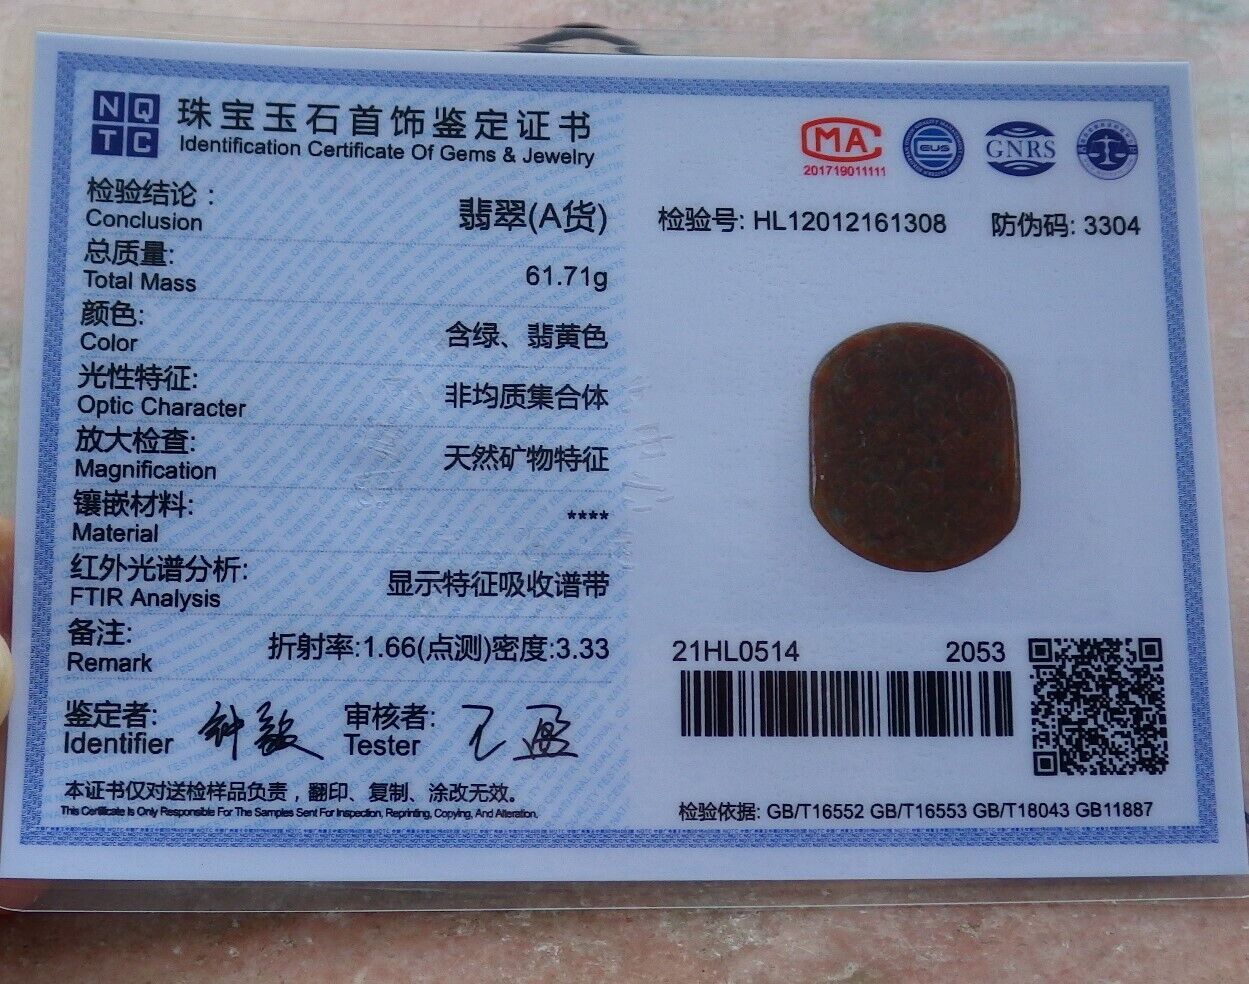 NQ
TC
珠宝玉石首饰鉴定证书
Identification Certificate Of Gems & Jewelry
检验结论：
Conclusion
翡翠(A货)
总质量:
Total Mass
61.71g
颜色:
Color
含绿、翡黄色
光性特征:
Optic Character
非均质集合体
放大检查:
Magnification
天然矿物特征
镶嵌材料:
Material
****
红外光谱分析:
FTIR Analysis
显示特征吸收谱带
备注:
Remark
折射率:1.66(点测)密度:3.33
鉴定者:
Identifier
审核者:
Tester
本证书仅对送检样品负责，翻印、复制、涂改无效。
This Certificate Is Only Responsible For The Samples Sent For Inspection, Reprinting, Copying, And Alteration.
MA
201719011111
GNRS
检验号: HL12012161308 防伪码: 3304
21HL0514 2053
检验依据: GB/T16552 GB/T16553 GB/T18043 GB11887